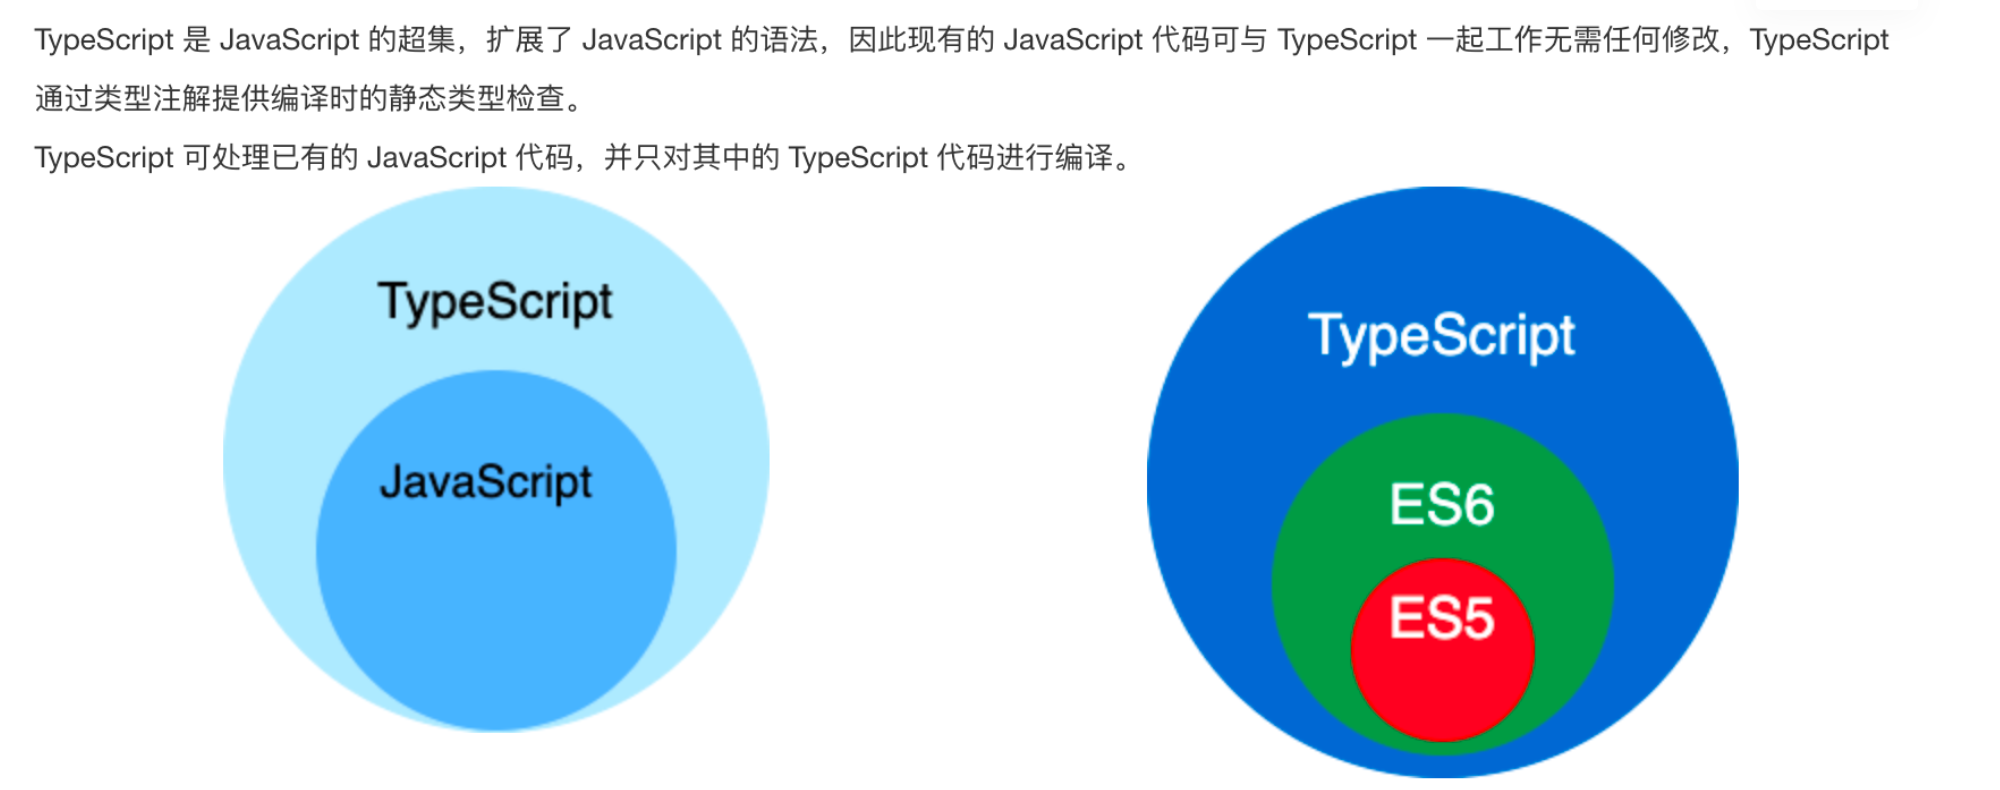 TypeScript 是 JavaScript 的超集，扩展了 JavaScript 的语法，因此现有的 JavaScript 代码可与 TypeScript 一起工作无需任何修改，TypeScript
通过类型注解提供编译时的静态类型检查。
TypeScript 可处理已有的 JavaScript 代码，并只对其中的 TypeScript 代码进行编译。
TypeScript
JavaScript
TypeScript
ES6
ES5